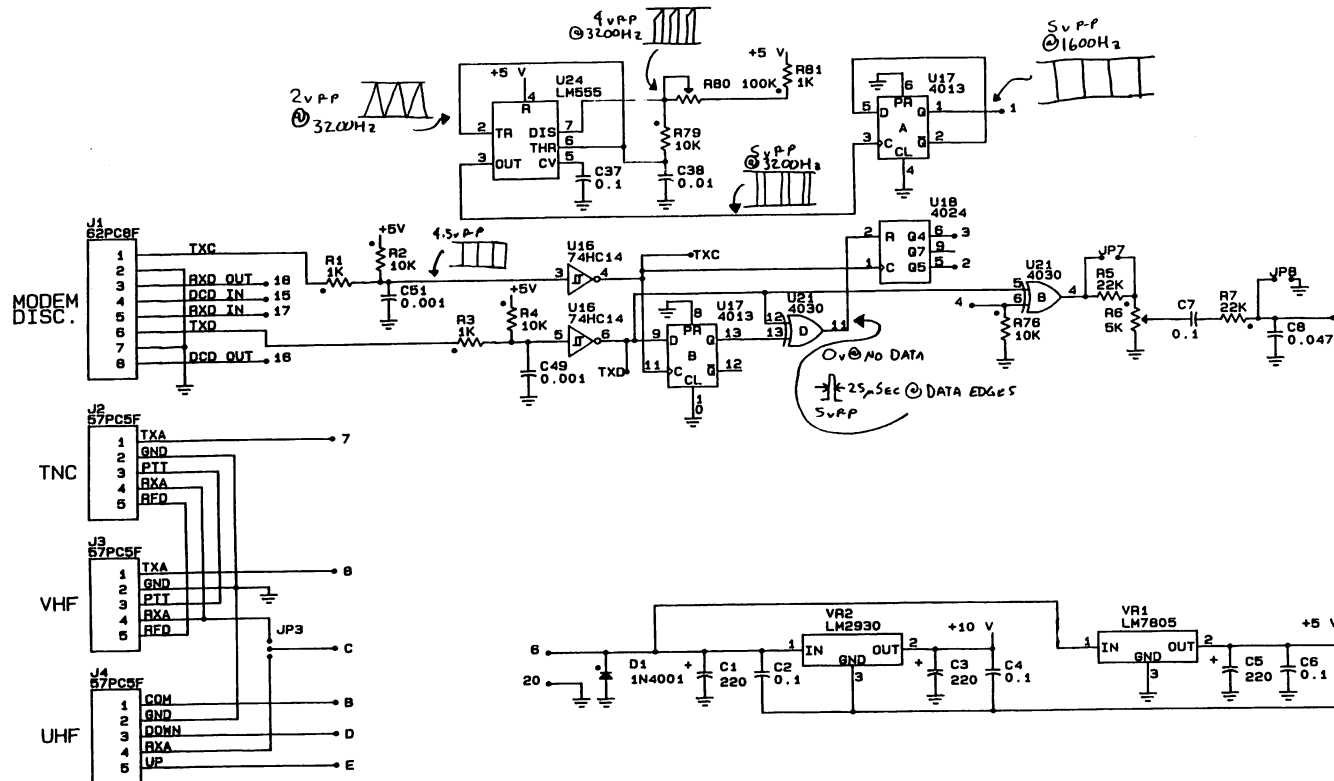 4vP-P
@3200Hz
5vP-P
@1600Hz
2vP-P
@3200Hz
+5 V
4
R
U24
LM555
2
TR
DIS
7
THR
6
3
OUT
CV
5
C37
0.1
R80 100K
+5 V
R81
1K
R79
10K
C38
0.01
5vP-P
@3200Hz
U17
4013
6
PR
5
D
Q
1
A
3
C
Q
2
CL
4
1
J1
62PC8F
MODEM
DISC.
1
TXC
2
3
RXD OUT
18
4
DCD IN
15
5
RXD IN
17
6
TXD
7
8
DCD OUT
16
R1
1K
+5V
R2
10K
C51
0.001
4.5vP-P
U16
74HC14
3
4
TXC
R3
1K
+5V
R4
10K
C49
0.001
U16
74HC14
5
6
TXD
U17
4013
8
PR
9
D
Q
13
B
11
C
Q
12
CL
1
0
U21
4030
12
13
D
11
U18
4024
2
R
Q4
6
3
Q7
9
1
C
Q5
5
2
0v@NO DATA
25µSEC @ DATA EDGES
5vP-P
U21
4030
5
6
B
4
4
R76
10K
JP7
R5
22K
R6
5K
C7
0.1
R7
22K
JP8
C8
0.047
J2
57PC5F
TNC
1
TXA
7
2
GND
3
PTT
4
RXA
5
RFD
J3
57PC5F
VHF
1
TXA
8
2
GND
3
PTT
4
RXA
5
RFD
JP3
C
J4
57PC5F
UHF
1
COM
B
2
GND
3
DOWN
D
4
RXA
5
UP
E
6
20
D1
1N4001
+
C1
220
C2
0.1
VR2
LM2930
1
IN
OUT
2
GND
3
+10 V
+
C3
220
C4
0.1
VR1
LM7805
1
IN
OUT
2
GND
3
+5 V
+
C5
220
C6
0.1